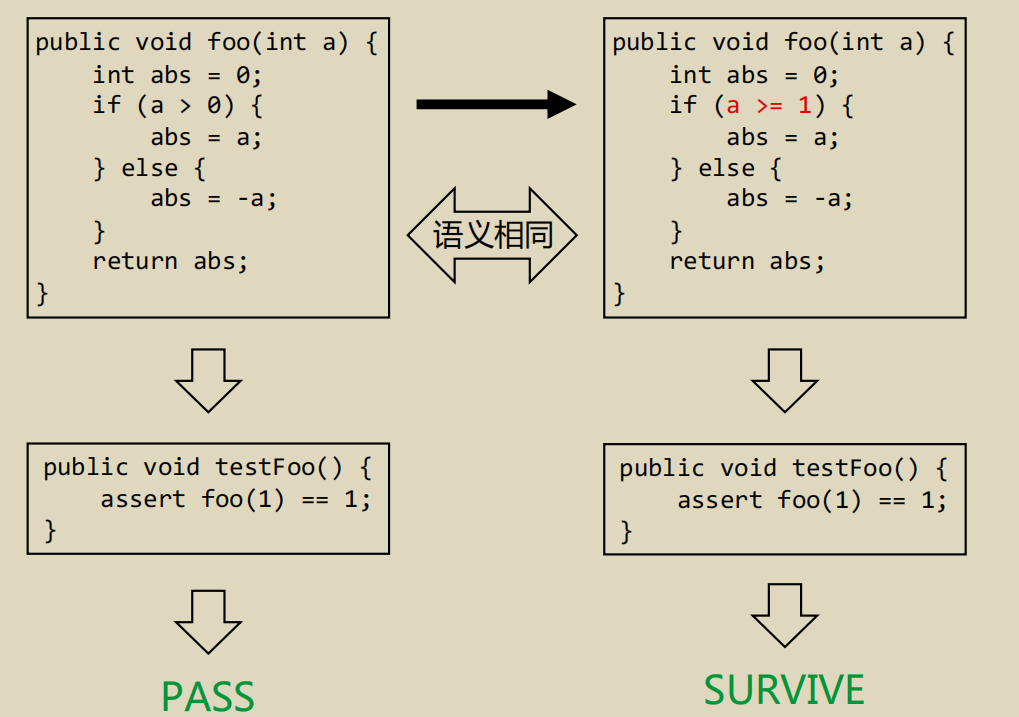 public void foo(int a) {
    int abs = 0;
    if (a > 0) {
        abs = a;
    } else {
        abs = -a;
    }
    return abs;
}
语义相同
public void foo(int a) {
    int abs = 0;
    if (a >= 1) {
        abs = a;
    } else {
        abs = -a;
    }
    return abs;
}
public void testFoo() {
    assert foo(1) == 1;
}
public void testFoo() {
    assert foo(1) == 1;
}
PASS
SURVIVE